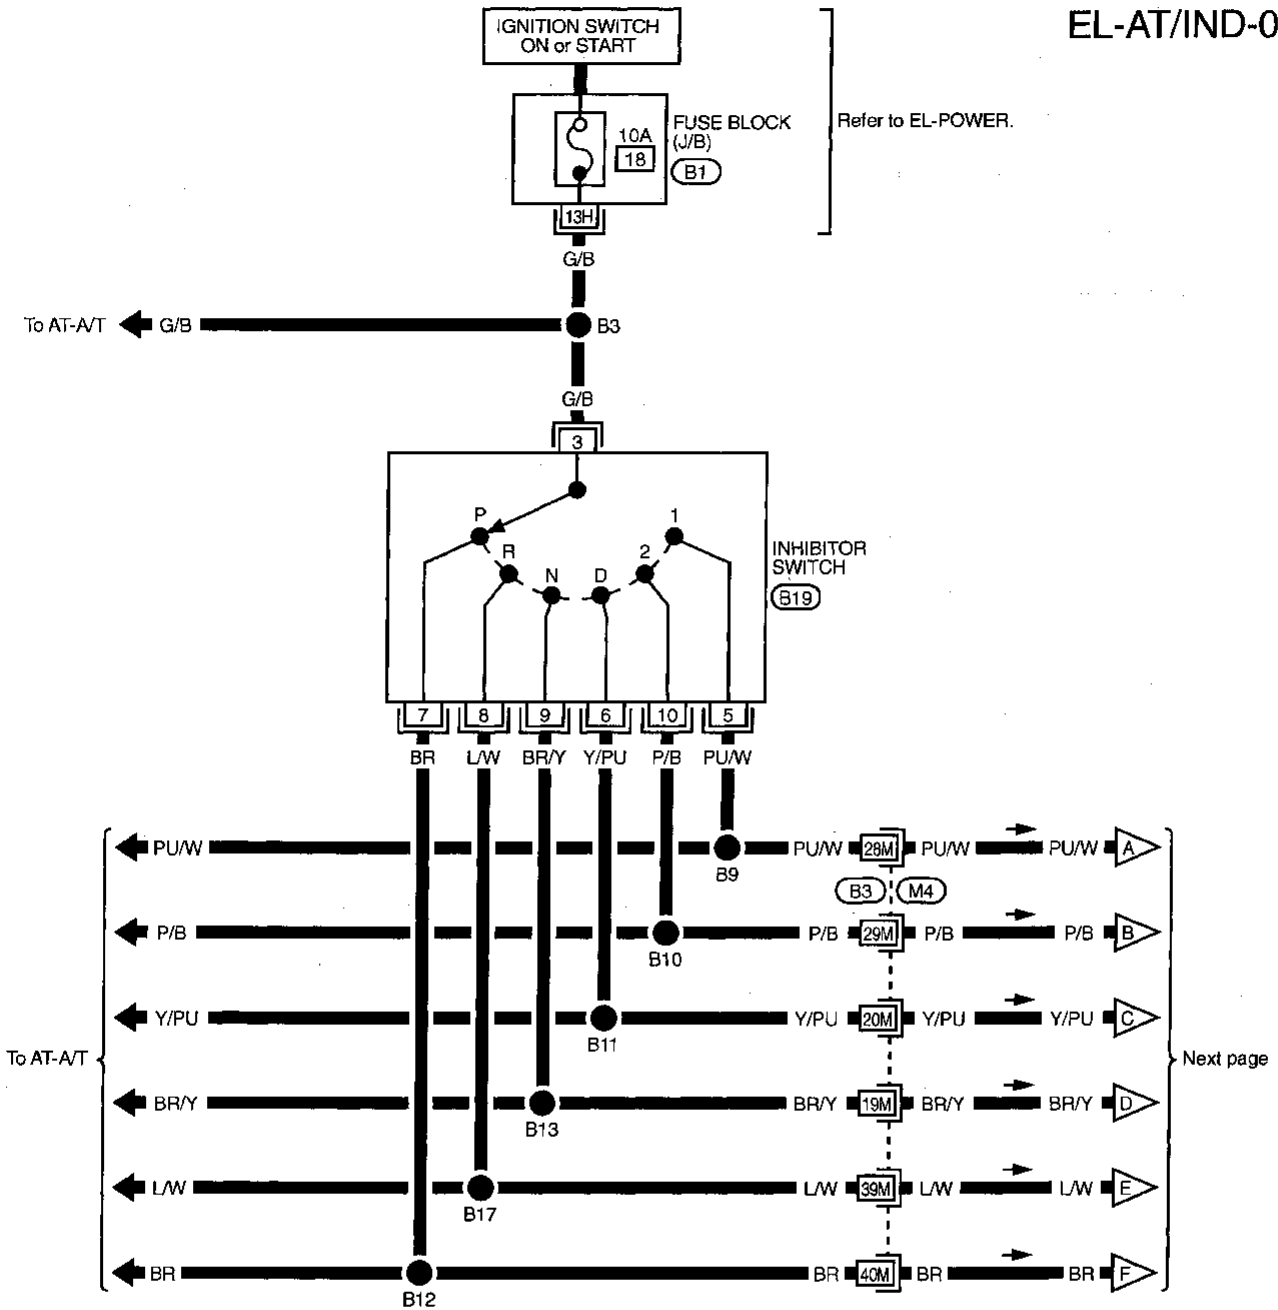 EL-AT/IND-0
IGNITION SWITCH
ON or START
Refer to EL-POWER.
FUSE BLOCK
(J/B)
10A
18
B1
13H
G/B
To AT-A/T
G/B
B3
G/B
3
P
1
R
2
N
D
INHIBITOR
SWITCH
B19
7 8 9 6 10 5
BR L/W BR/Y Y/PU P/B PU/W
PU/W PU/W 28M PU/W PU/W A
B9
B3 M4
P/B P/B 29M P/B P/B B
B10
Y/PU Y/PU 20M Y/PU Y/PU C
B11
To AT-A/T
Next page
BR/Y BR/Y 19M BR/Y BR/Y D
B13
L/W L/W 39M L/W L/W E
B17
BR BR 40M BR BR F
B12